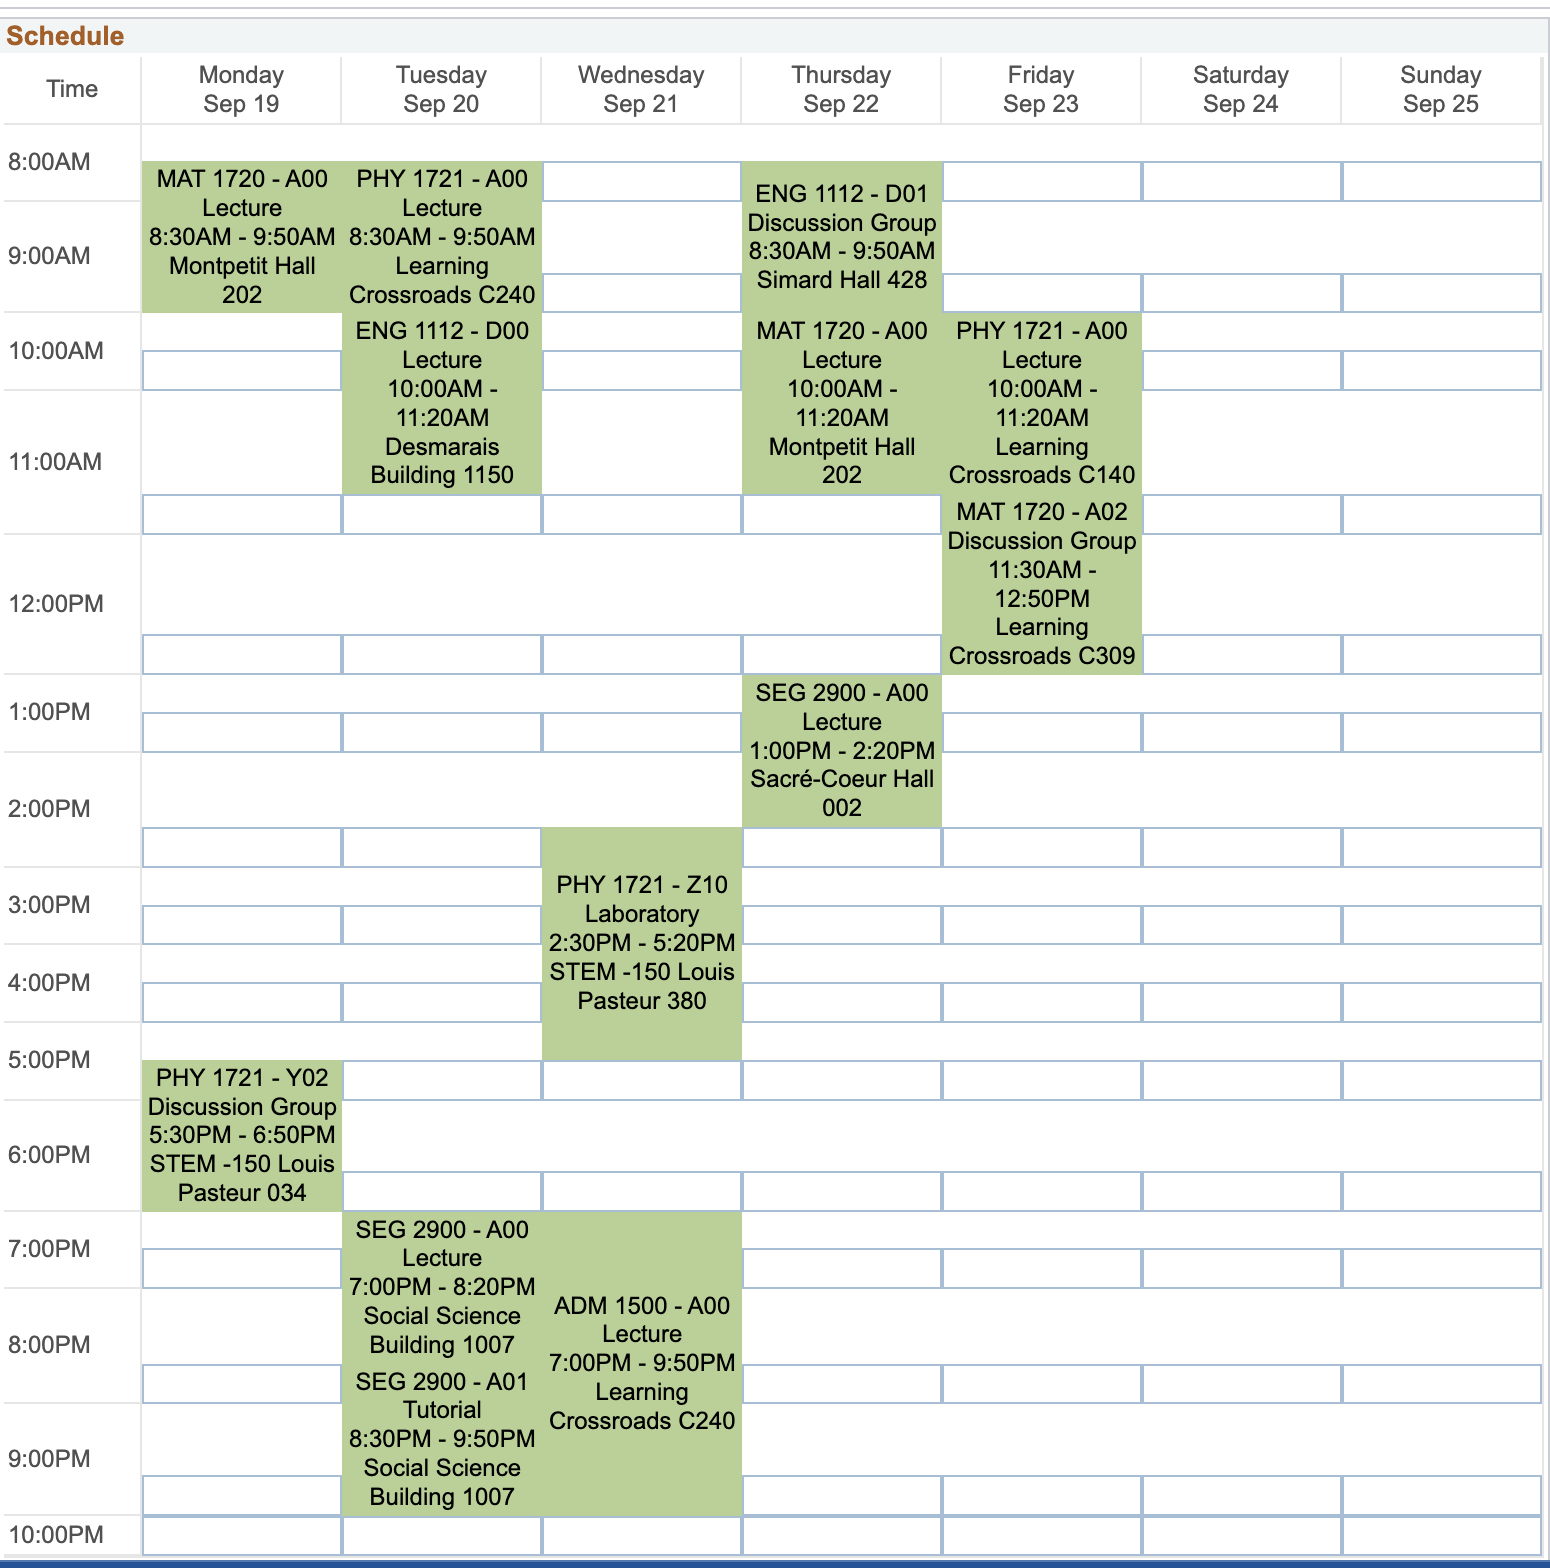 Schedule
Time
Monday
Sep 19
Tuesday
Sep 20
Wednesday
Sep 21
Thursday
Sep 22
Friday
Sep 23
Saturday
Sep 24
Sunday
Sep 25
8:00AM
MAT 1720 - A00
Lecture
8:30AM - 9:50AM
Montpetit Hall
202
PHY 1721 - A00
Lecture
8:30AM - 9:50AM
Learning
Crossroads C240
ENG 1112 - D01
Discussion Group
8:30AM - 9:50AM
Simard Hall 428
9:00AM
10:00AM
ENG 1112 - D00
Lecture
10:00AM -
11:20AM
Desmarais
Building 1150
MAT 1720 - A00
Lecture
10:00AM -
11:20AM
Montpetit Hall
202
PHY 1721 - A00
Lecture
10:00AM -
11:20AM
Learning
Crossroads C140
11:00AM
MAT 1720 - A02
Discussion Group
11:30AM -
12:50PM
Learning
Crossroads C309
12:00PM
1:00PM
SEG 2900 - A00
Lecture
1:00PM - 2:20PM
Sacré-Coeur Hall
002
2:00PM
PHY 1721 - Z10
Laboratory
2:30PM - 5:20PM
STEM -150 Louis
Pasteur 380
3:00PM
4:00PM
5:00PM
PHY 1721 - Y02
Discussion Group
5:30PM - 6:50PM
STEM -150 Louis
Pasteur 034
6:00PM
7:00PM
SEG 2900 - A00
Lecture
7:00PM - 8:20PM
Social Science
Building 1007
ADM 1500 - A00
Lecture
7:00PM - 9:50PM
Learning
Crossroads C240
8:00PM
SEG 2900 - A01
Tutorial
8:30PM - 9:50PM
Social Science
Building 1007
9:00PM
10:00PM